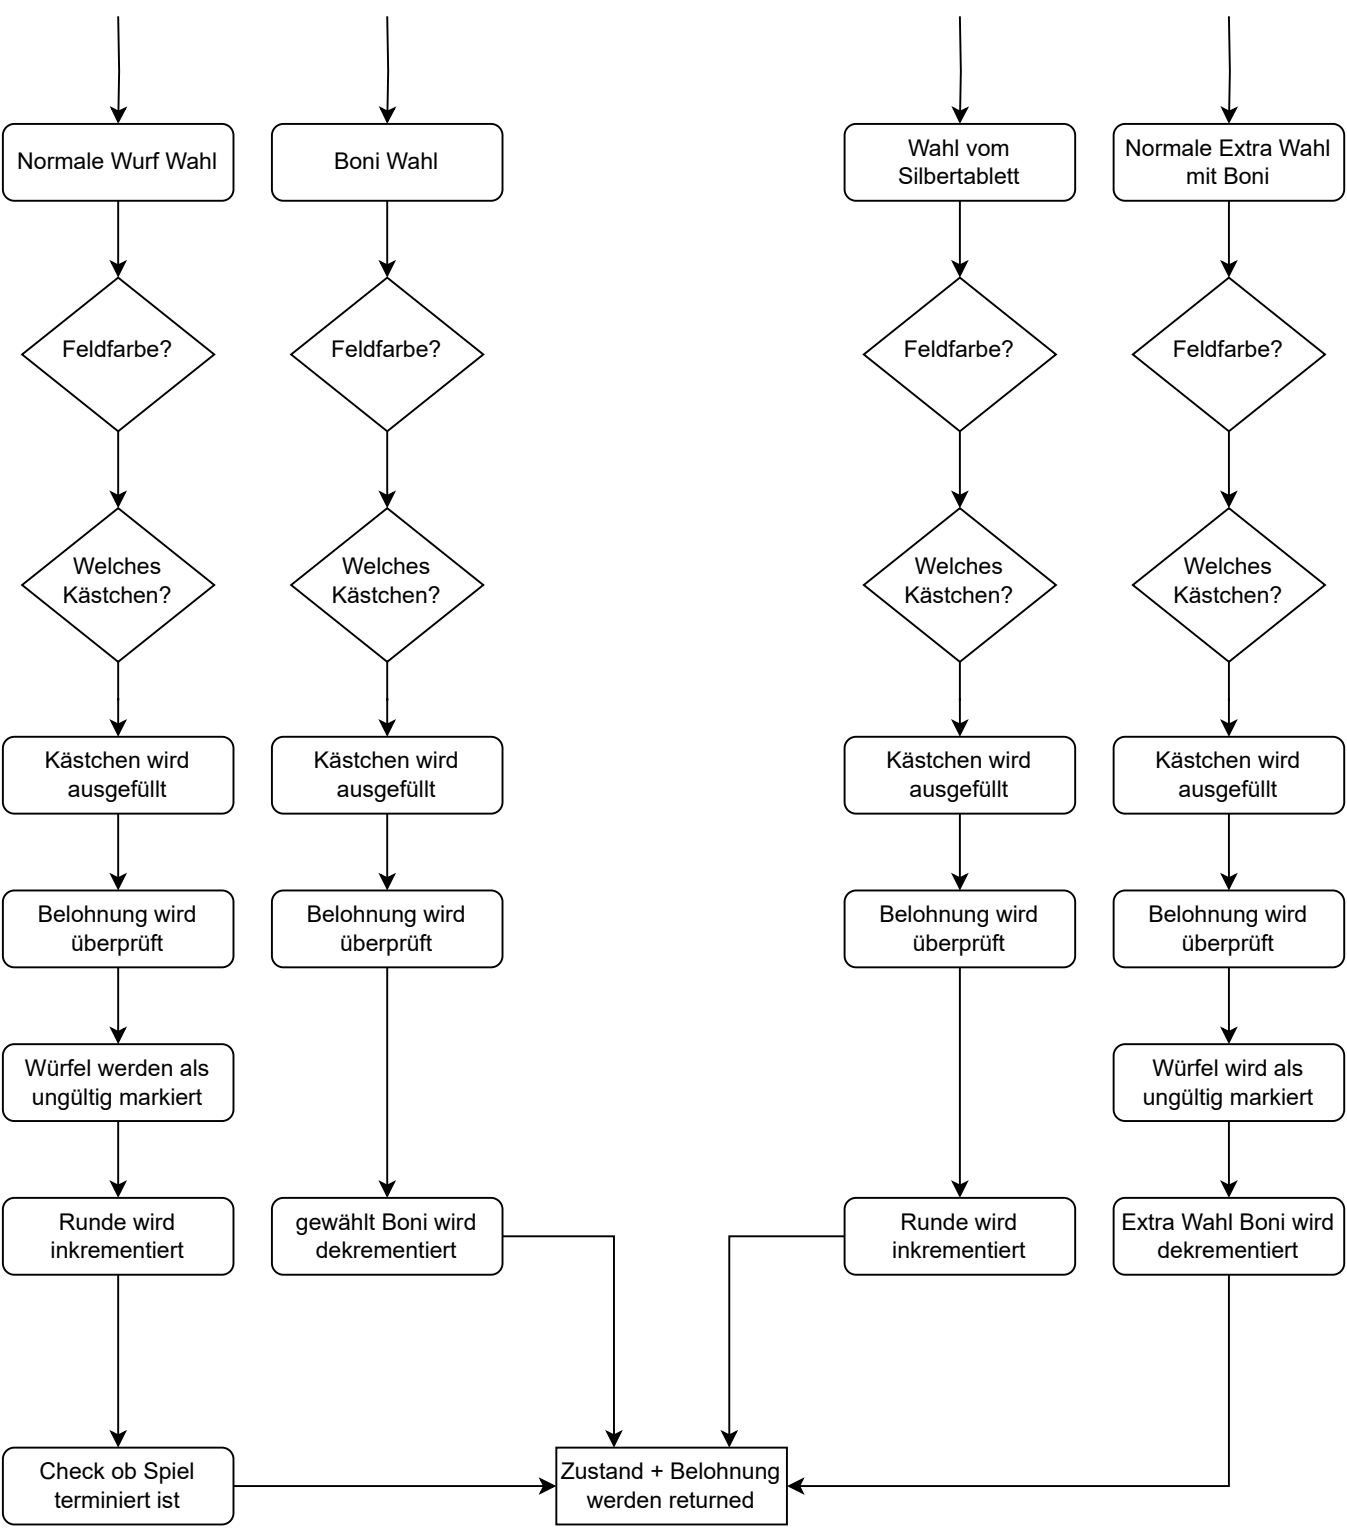 Normale Wurf Wahl
Boni Wahl
Wahl vom
Silbertablett
Normale Extra Wahl
mit Boni
Feldfarbe?
Feldfarbe?
Feldfarbe?
Feldfarbe?
Welches
Kästchen?
Welches
Kästchen?
Welches
Kästchen?
Welches
Kästchen?
Kästchen wird
ausgefüllt
Kästchen wird
ausgefüllt
Kästchen wird
ausgefüllt
Kästchen wird
ausgefüllt
Belohnung wird
überprüft
Belohnung wird
überprüft
Belohnung wird
überprüft
Belohnung wird
überprüft
Würfel werden als
ungültig markiert
Würfel wird als
ungültig markiert
Runde wird
inkrementiert
gewählt Boni wird
dekrementiert
Runde wird
inkrementiert
Extra Wahl Boni wird
dekrementiert
Check ob Spiel
terminiert ist
Zustand + Belohnung
werden returned